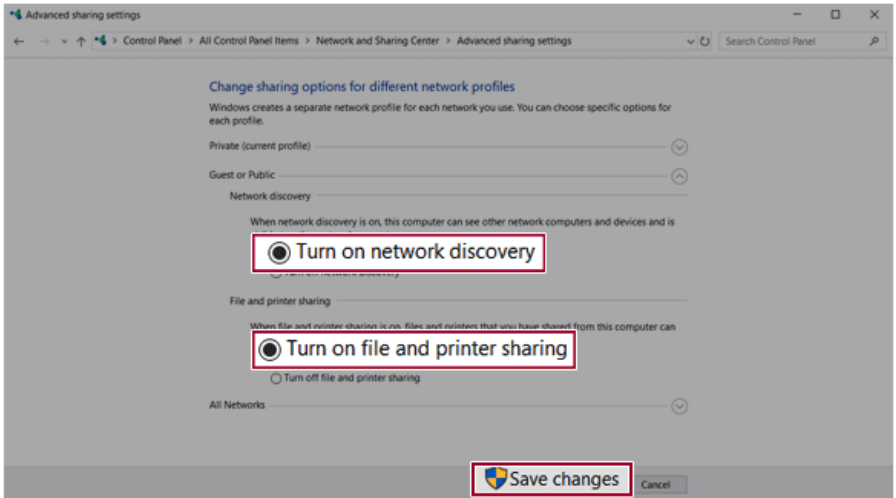 Advanced sharing settings
Control Panel > All Control Panel Items > Network and Sharing Center > Advanced sharing settings
Search Control Panel
Change sharing options for different network profiles
Windows creates a separate network profile for each network you use. You can choose specific options for
each profile.
Private (current profile)
Guest or Public
Network discovery
When network discovery is on, this computer can see other network computers and devices and is
Turn on network discovery
File and printer sharing
When file and printer sharing is on, files and printers that you have shared from this computer can
Turn on file and printer sharing
Turn off file and printer sharing
All Networks
Save changes
Cancel